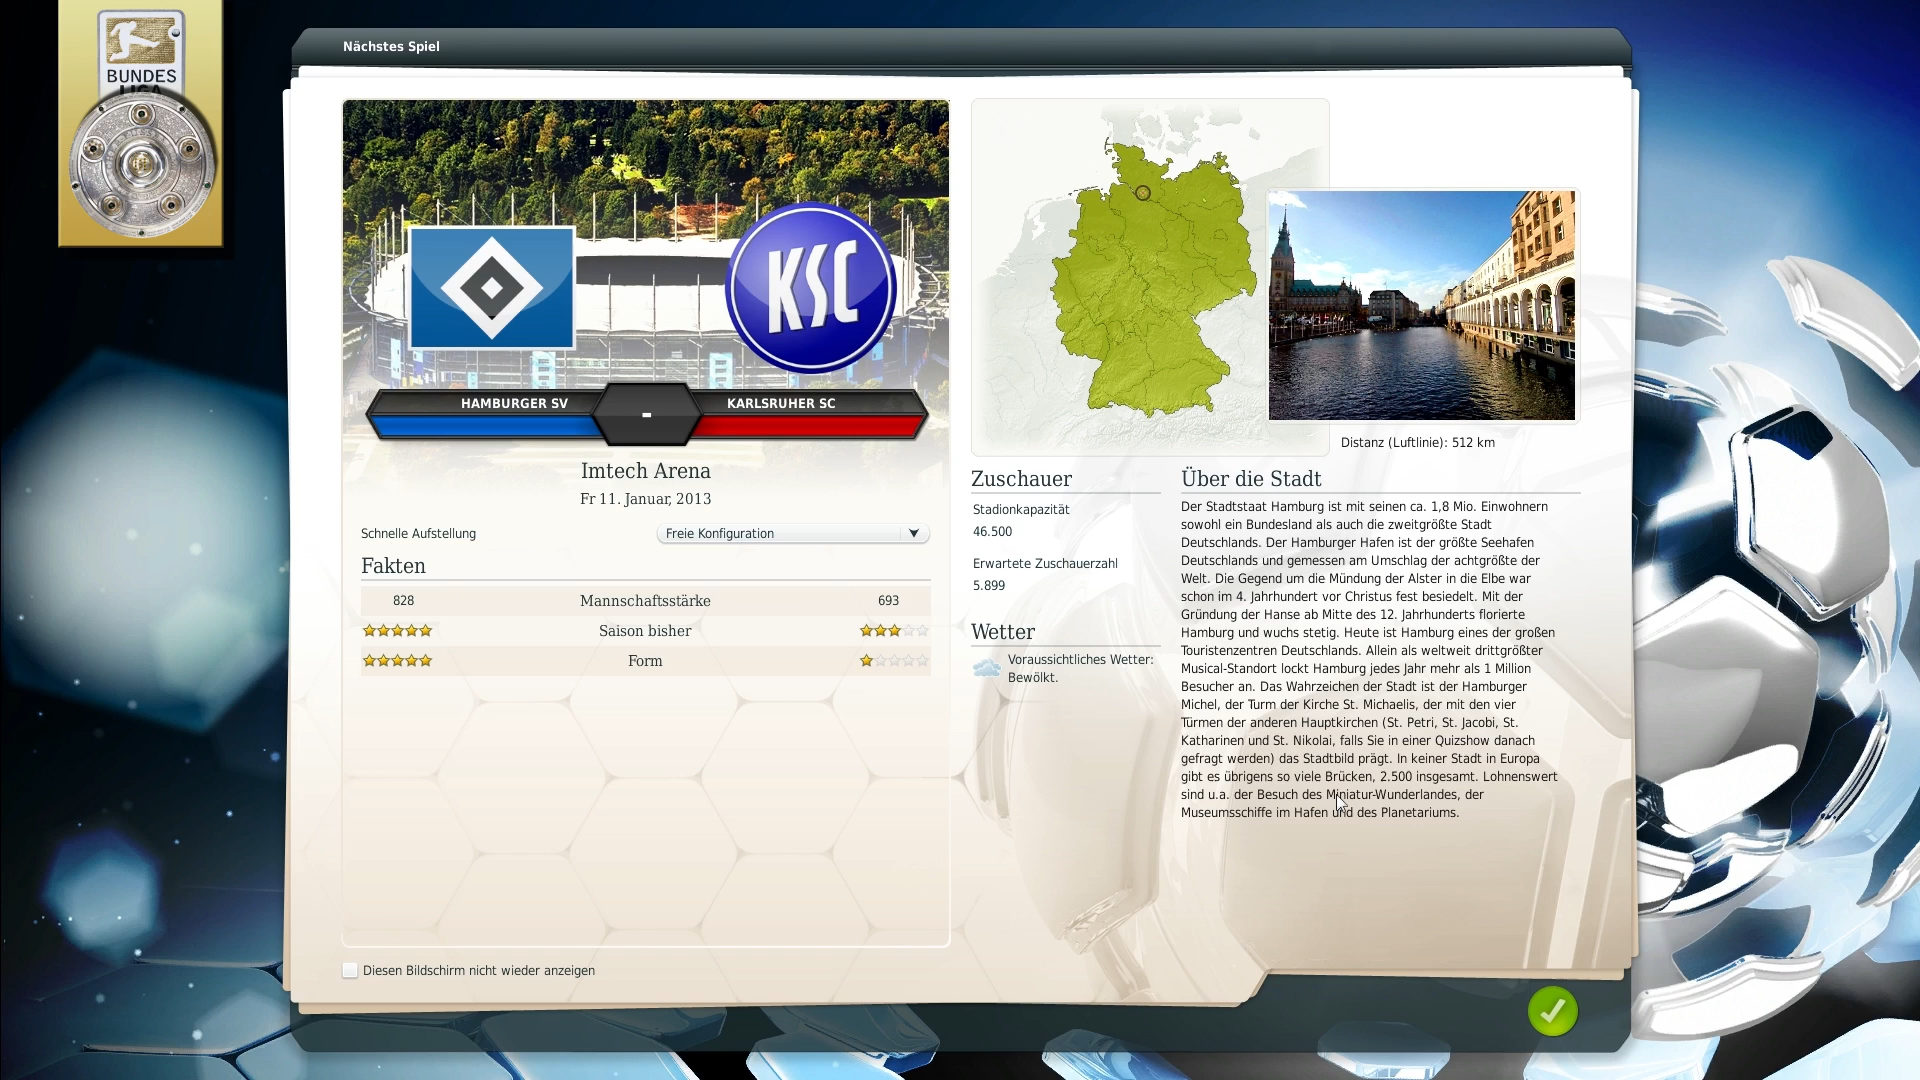 BUNDES
LIGA
Nächstes Spiel
KSC
HAMBURGER SV
-
KARLSRUHER SC
Imtech Arena
Fr 11. Januar, 2013
Schnelle Aufstellung
Freie Konfiguration
Fakten
828 Mannschaftsstärke 693
Saison bisher
Form
Diesen Bildschirm nicht wieder anzeigen
Distanz (Luftlinie): 512 km
Zuschauer
Stadionkapazität
46.500
Erwartete Zuschauerzahl
5.899
Wetter
Voraussichtliches Wetter:
Bewölkt.
Über die Stadt
Der Stadtstaat Hamburg ist mit seinen ca. 1,8 Mio. Einwohnern
sowohl ein Bundesland als auch die zweitgrößte Stadt
Deutschlands. Der Hamburger Hafen ist der größte Seehafen
Deutschlands und gemessen am Umschlag der achtgrößte der
Welt. Die Gegend um die Mündung der Alster in die Elbe war
schon im 4. Jahrhundert vor Christus fest besiedelt. Mit der
Gründung der Hanse ab Mitte des 12. Jahrhunderts florierte
Hamburg und wuchs stetig. Heute ist Hamburg eines der großen
Touristenzentren Deutschlands. Allein als weltweit drittgrößter
Musical-Standort lockt Hamburg jedes Jahr mehr als 1 Million
Besucher an. Das Wahrzeichen der Stadt ist der Hamburger
Michel, der Turm der Kirche St. Michaelis, der mit den vier
Türmen der anderen Hauptkirchen (St. Petri, St. Jacobi, St.
Katharinen und St. Nikolai, falls Sie in einer Quizshow danach
gefragt werden) das Stadtbild prägt. In keiner Stadt in Europa
gibt es übrigens so viele Brücken, 2.500 insgesamt. Lohnenswert
sind u.a. der Besuch des Miniatur-Wunderlandes, der
Museumsschiffe im Hafen und des Planetariums.